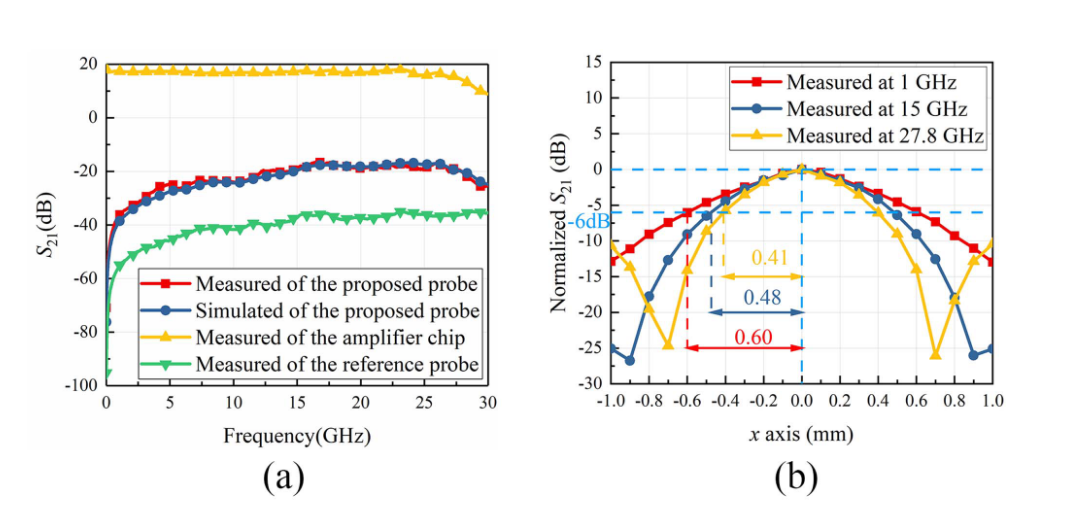 20
0
-20
-40
-60
-80
-100
S21(dB)
Measured of the proposed probe
Simulated of the proposed probe
Measured of the amplifier chip
Measured of the reference probe
0 5 10 15 20 25 30
Frequency(GHz)
(a)
15
10
5
0
-5
-6dB
-10
-15
-20
-25
-30
Normalized S21 (dB)
Measured at 1 GHz
Measured at 15 GHz
Measured at 27.8 GHz
0.41
0.48
0.60
-1.0 -0.8 -0.6 -0.4 -0.2 0.0 0.2 0.4 0.6 0.8 1.0
x axis (mm)
(b)